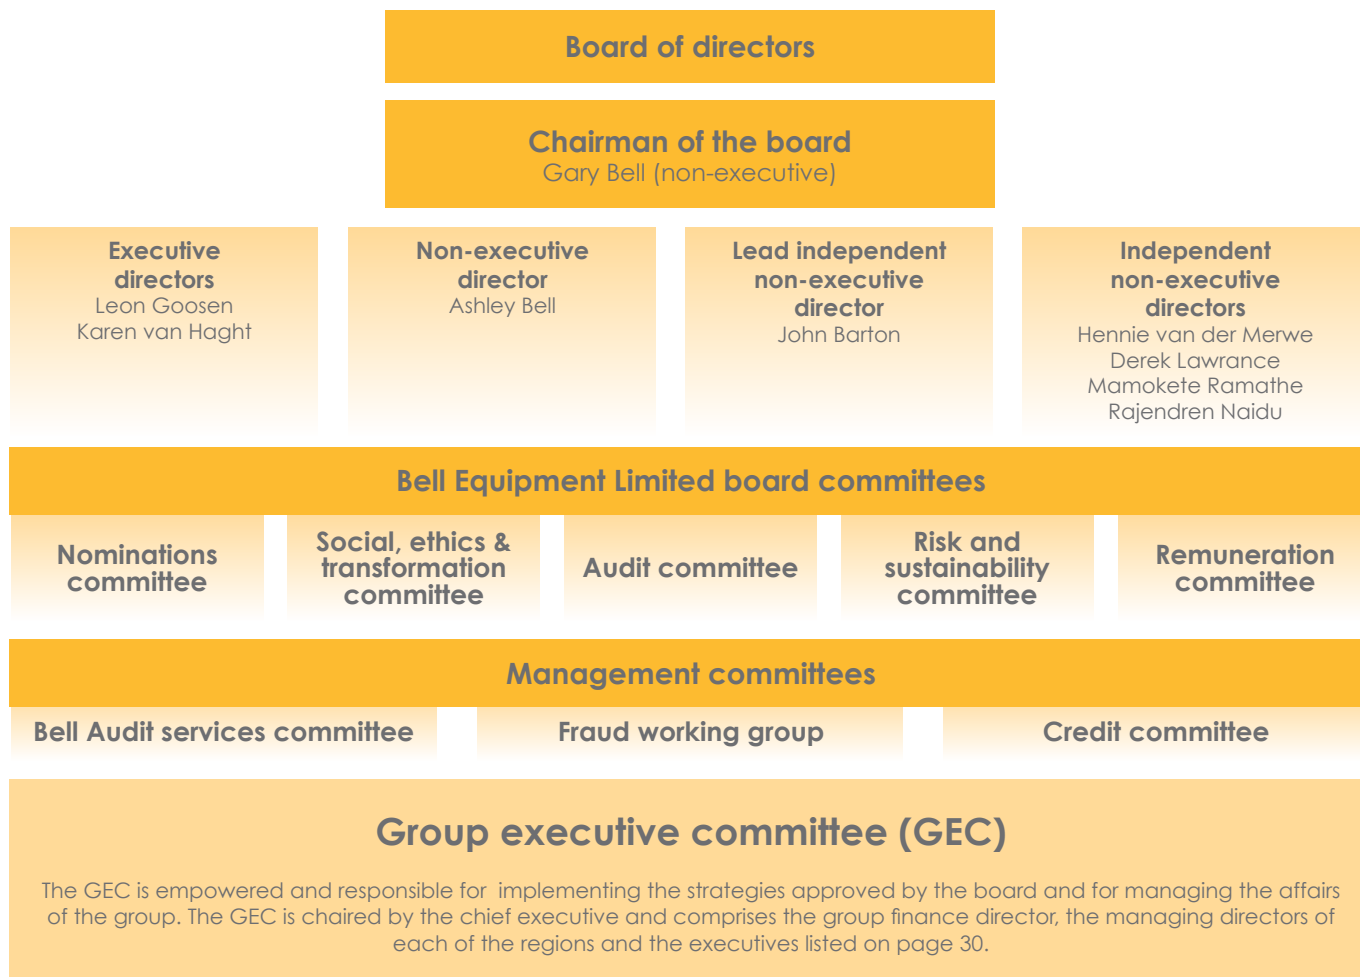 Board of directors
Chairman of the board
Gary Bell (non-executive)
Executive
directors
Leon Goosen
Karen van Haght
Non-executive
director
Ashley Bell
Lead independent
non-executive
director
John Barton
Independent
non-executive
directors
Hennie van der Merwe
Derek Lawrance
Mamokete Ramathe
Rajendren Naidu
Bell Equipment Limited board committees
Nominations
committee
Social, ethics &
transformation
committee
Audit committee
Risk and
sustainability
committee
Remuneration
committee
Management committees
Bell Audit services committee
Fraud working group
Credit committee
Group executive committee (GEC)
The GEC is empowered and responsible for  implementing the strategies approved by the board and for managing the affairs
of the group. The GEC is chaired by the chief executive and comprises the group finance director, the managing directors of
each of the regions and the executives listed on page 30.